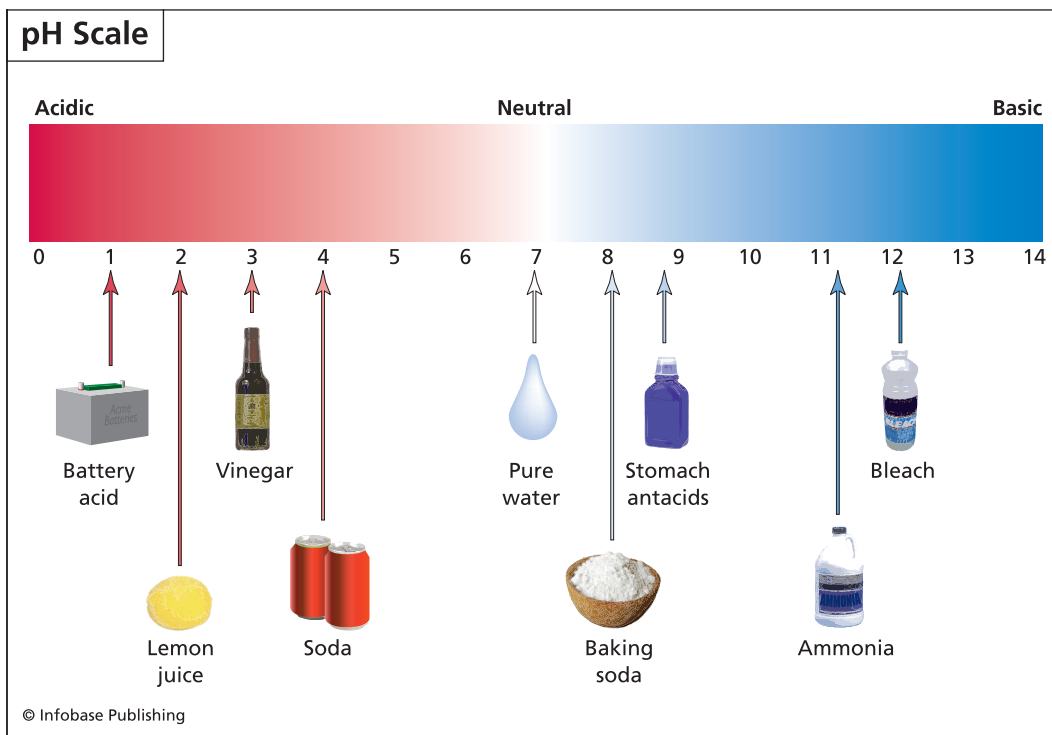 pH Scale
Acidic Neutral Basic
0 1 2 3 4 5 6 7 8 9 10 11 12 13 14
Acme
Batteries
BLEACH
Battery
acid
Vinegar
Pure
water
Stomach
antacids
Bleach
AMMONIA
Lemon
juice
Soda
Baking
soda
Ammonia
© Infobase Publishing